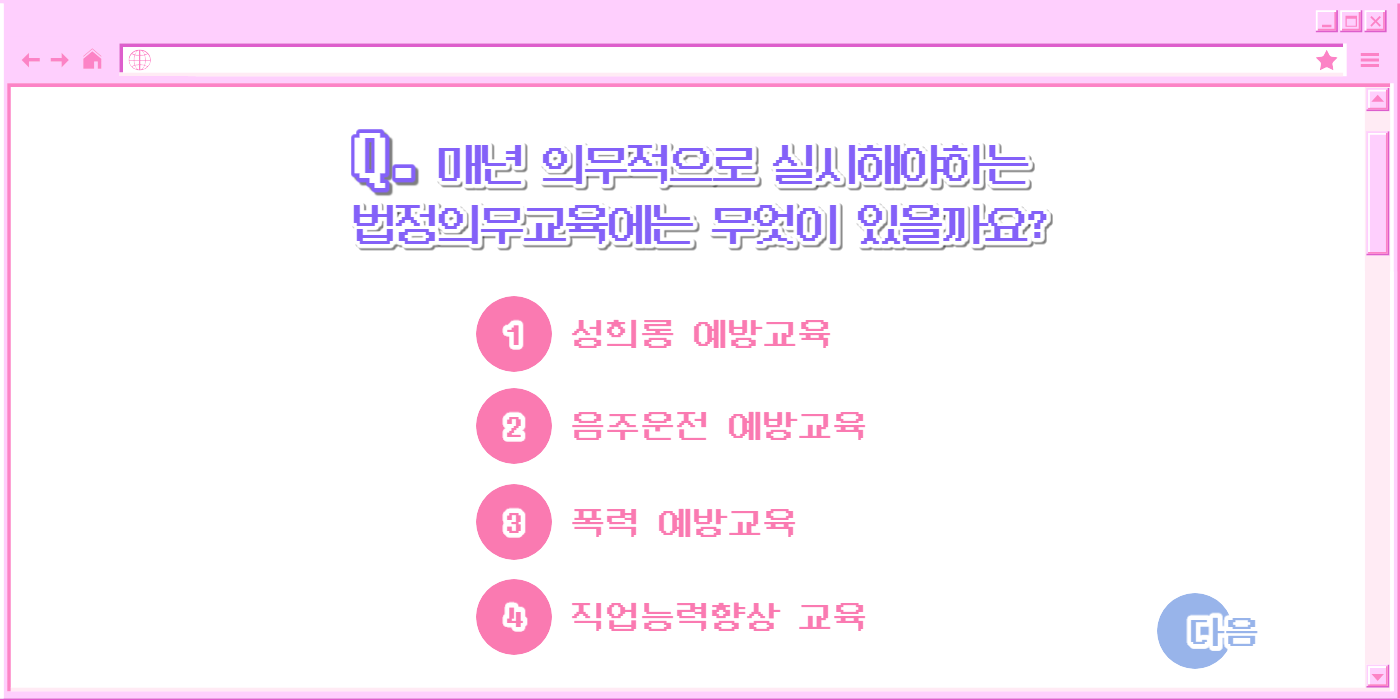 Q. 매년 의무적으로 실시해야하는
법정의무교육에는 무엇이 있을까요?
1 성희롱 예방교육
2 음주운전 예방교육
3 폭력 예방교육
4 직업능력향상 교육
다음